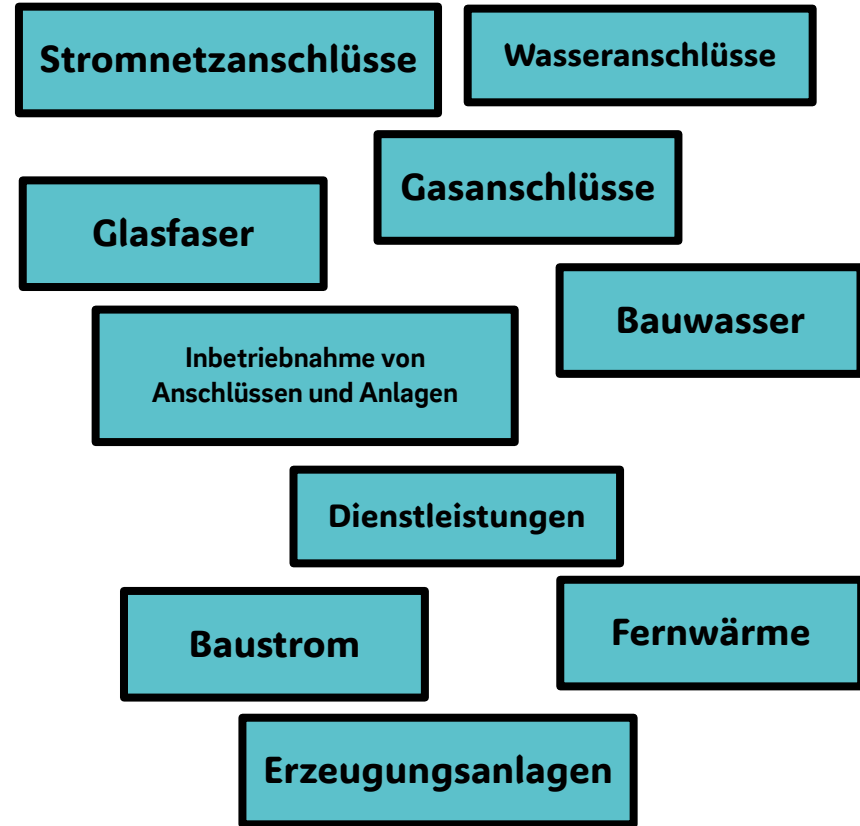 Stromnetzanschlüsse
Wasseranschlüsse
Gasanschlüsse
Glasfaser
Bauwasser
Inbetriebnahme von
Anschlüssen und Anlagen
Dienstleistungen
Baustrom
Fernwärme
Erzeugungsanlagen